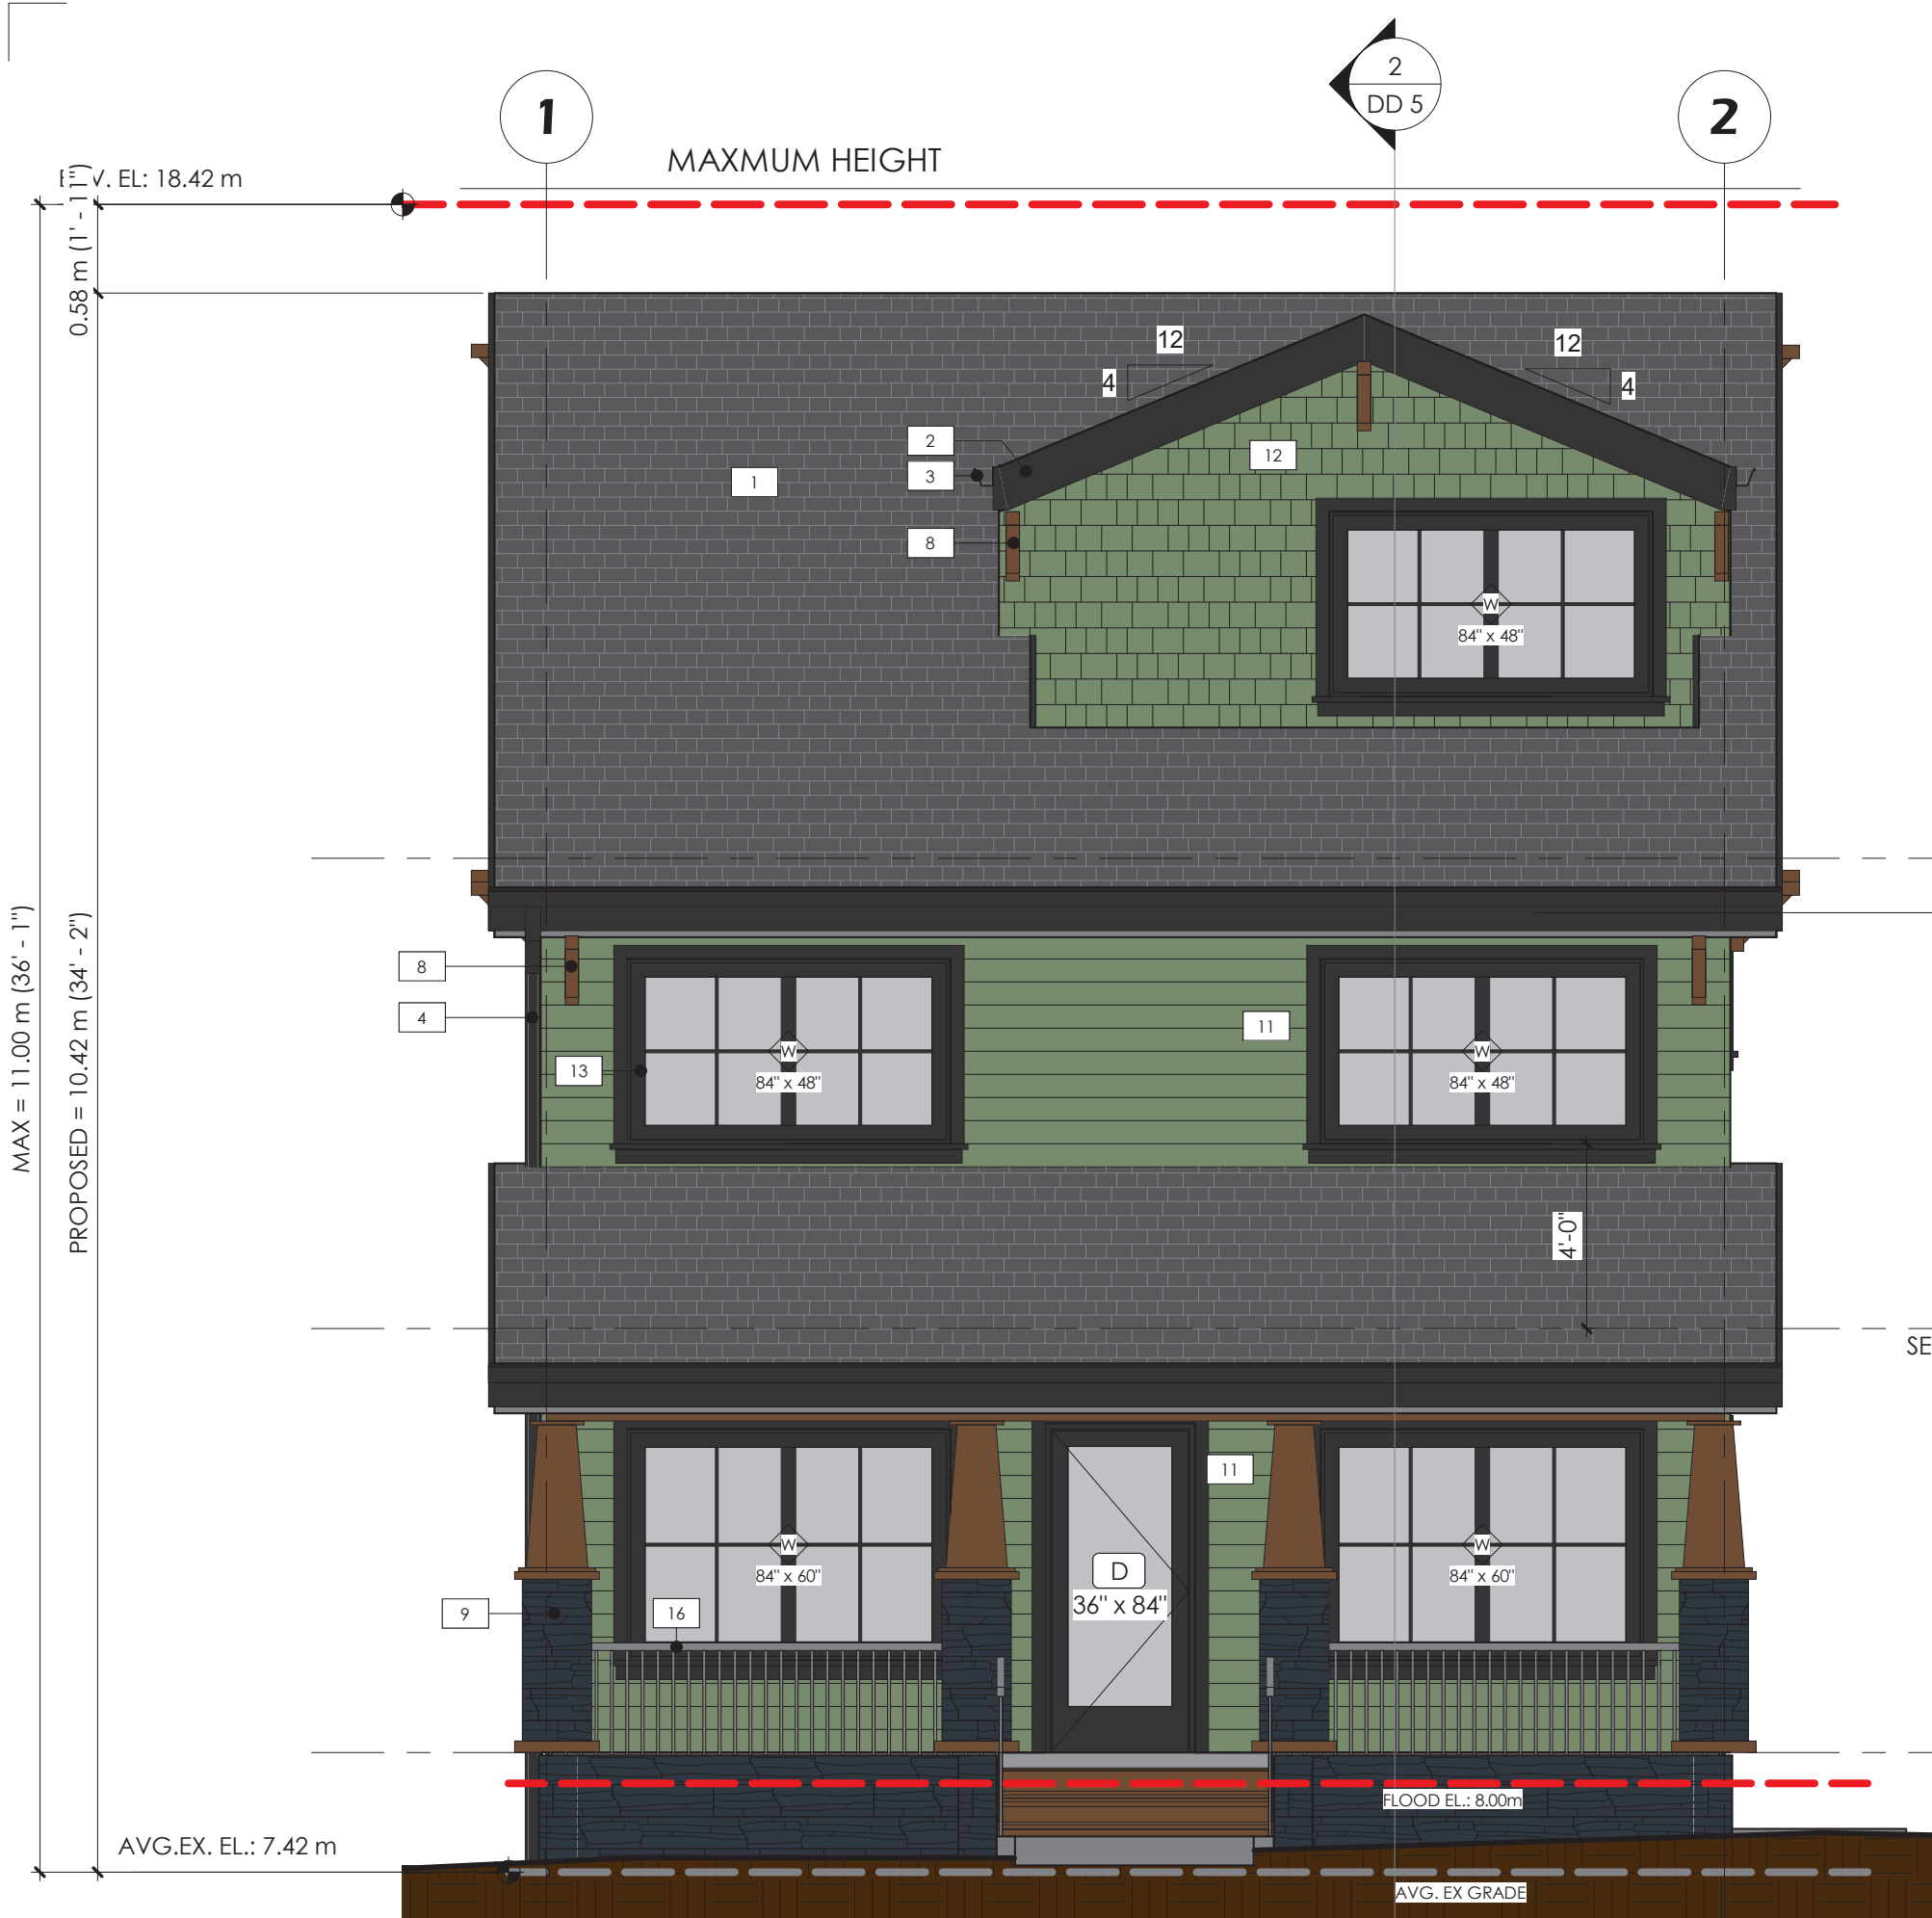 2
DD 5
1
2
MAXMUM HEIGHT
V. EL: 18.42 m
0.58 m (1' - 11")
12
12
4
4
2
12
3
1
8
W
84" x 48"
MAX = 11.00 m (36' - 1")
PROPOSED = 10.42 m (34' - 2")
8
4
11
13
W
84" x 48"
W
84" x 48"
4'-0"
SE
11
W
84" x 60"
W
84" x 60"
D
36" x 84"
9
16
FLOOD EL.: 8.00m
AVG.EX. EL.: 7.42 m
AVG. EX GRADE